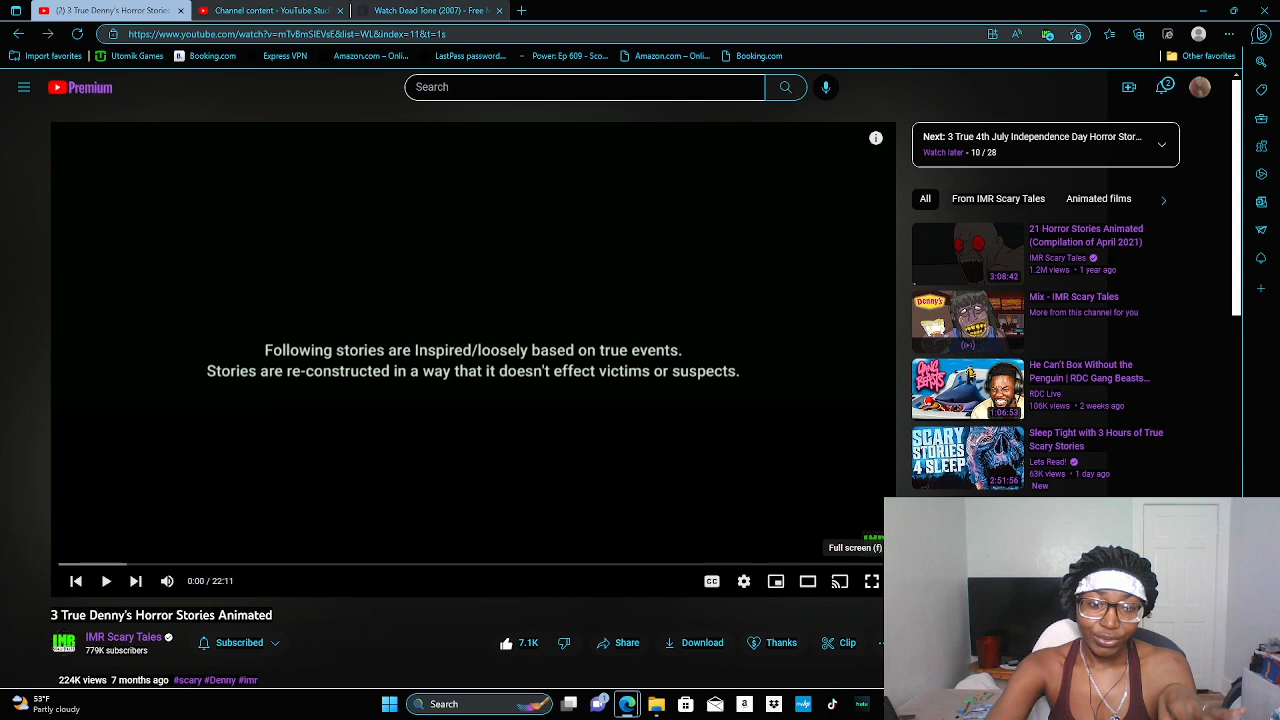 (2) 3 True Denny's Horror Stories
Channel content - YouTube Stud
Watch Dead Tone (2007) - Free M
https://www.youtube.com/watch?v=mTvBmSIEVsE&list=WL&index=11&t=1s
Import favorites
Utomik Games
Booking.com
Express VPN
Amazon.com – Onli...
LastPass password...
Power: Ep 609 - Sco...
Amazon.com – Onli...
Booking.com
Other favorites
Premium
Search
2
Next: 3 True 4th July Independence Day Horror Stor...
Watch later - 10 / 28
All
From IMR Scary Tales
Animated films
21 Horror Stories Animated
(Compilation of April 2021)
IMR Scary Tales
1.2M views • 1 year ago
3:08:42
Denny's
Mix - IMR Scary Tales
More from this channel for you
GANG
BEASTS
1:06:53
He Can't Box Without the
Penguin | RDC Gang Beasts...
RDC Live
106K views • 2 weeks ago
SCARY
STORIES
4 SLEEP
2:51:56
Sleep Tight with 3 Hours of True
Scary Stories
Lets Read!
63K views • 1 day ago
New
Following stories are Inspired/loosely based on true events.
Stories are re-constructed in a way that it doesn't effect victims or suspects.
IMR
Full screen (f)
0:00 / 22:11
CC
3 True Denny's Horror Stories Animated
IMR
IMR Scary Tales
779K subscribers
Subscribed
7.1K
Share
Download
Thanks
Clip
224K views 7 months ago #scary #Denny #imr
53°F
Partly cloudy
Search
hulu